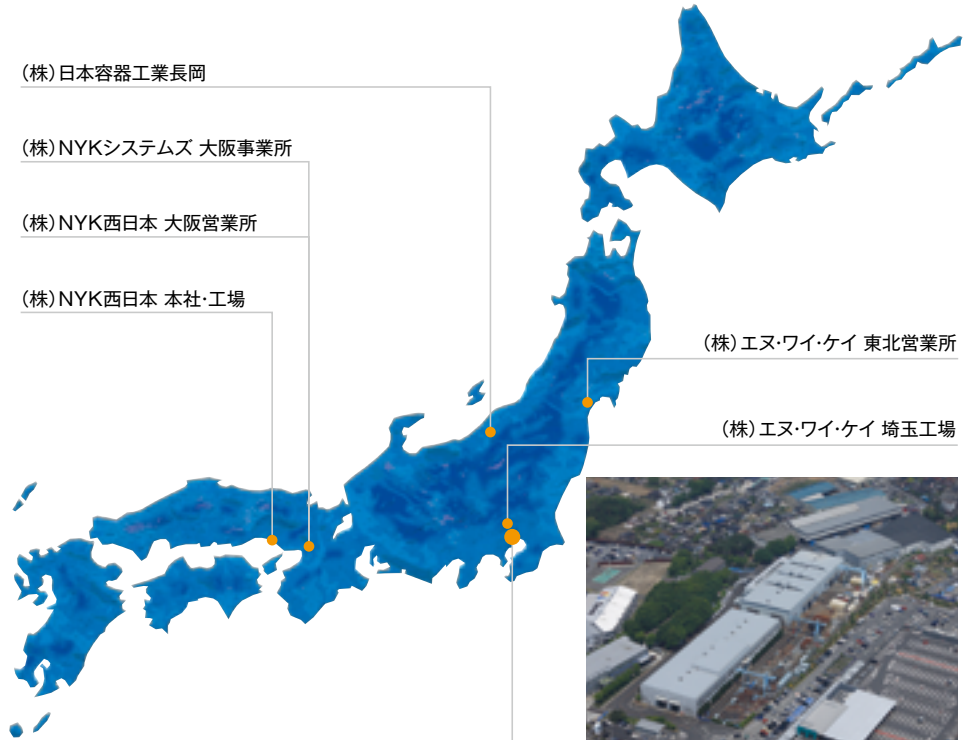 (株)日本容器工業長岡
(株)NYKシステムズ 大阪事業所
(株)NYK西日本 大阪営業所
(株)NYK西日本 本社・工場
(株)エヌ・ワイ・ケイ 東北営業所
(株)エヌ・ワイ・ケイ 埼玉工場